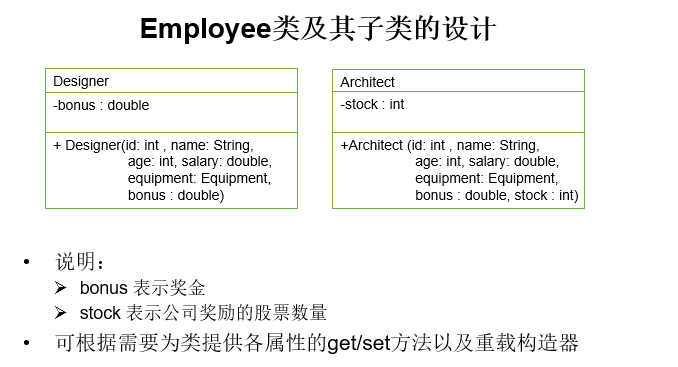 Employee类及其子类的设计
Designer
-bonus : double
+ Designer(id: int , name: String,
age: int, salary: double,
equipment: Equipment,
bonus : double)
Architect
-stock : int
+Architect (id: int , name: String,
age: int, salary: double,
equipment: Equipment,
bonus : double, stock : int)
• 说明：
➢ bonus 表示奖金
➢ stock 表示公司奖励的股票数量
• 可根据需要为类提供各属性的get/set方法以及重载构造器